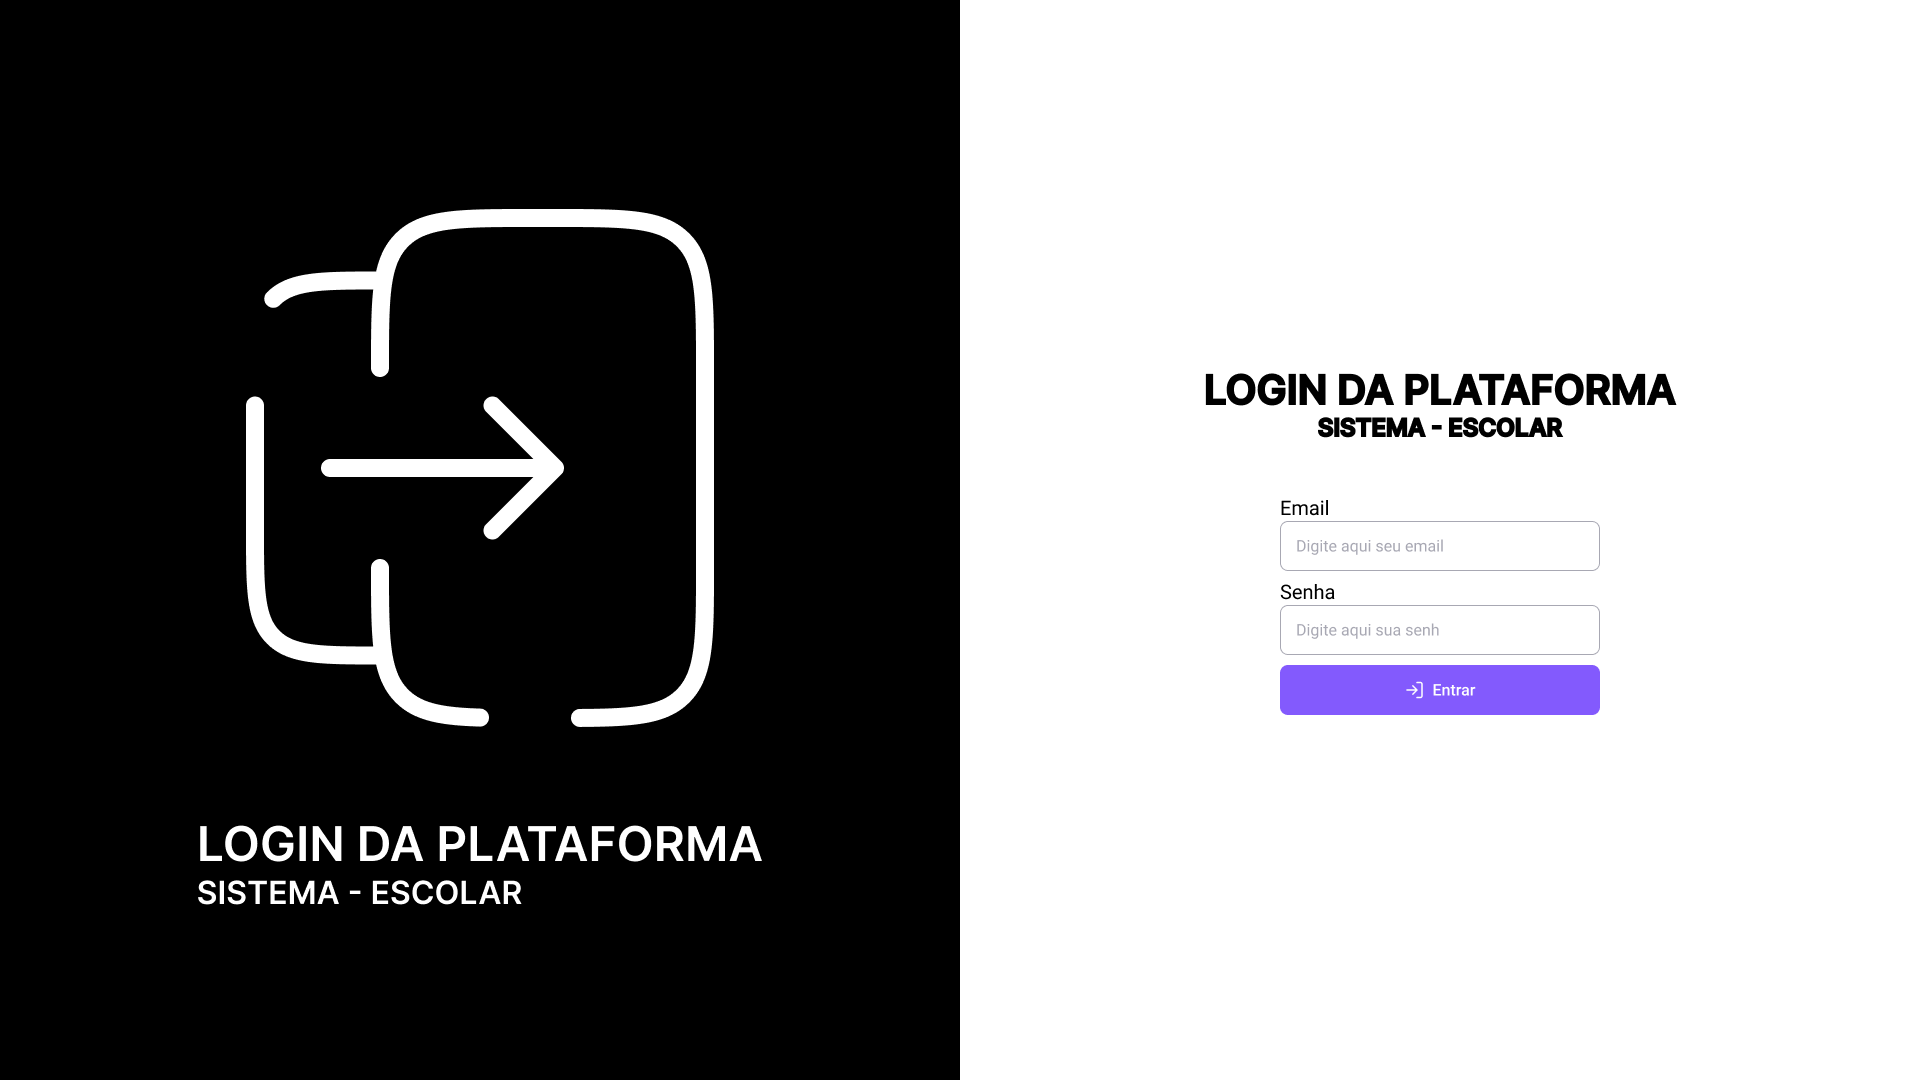 LOGIN DA PLATAFORMA
SISTEMA - ESCOLAR
LOGIN DA PLATAFORMA
SISTEMA - ESCOLAR
Email
Digite aqui seu email
Senha
Digite aqui sua senh
Entrar